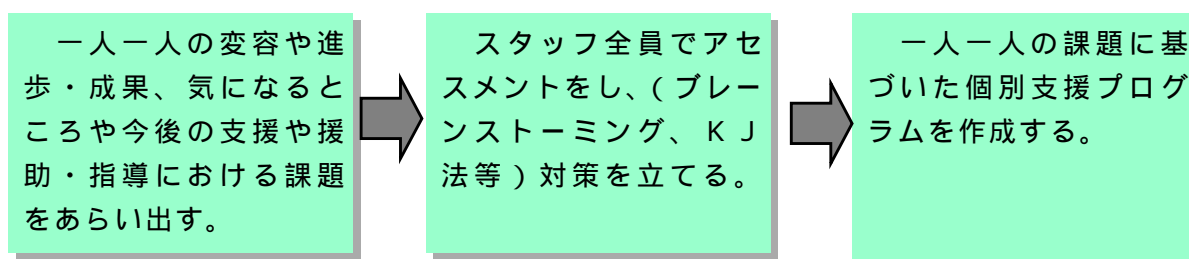 一人一人の変容や進
歩・成果、気になると
ころや今後の支援や援
助・指導における課題
をあらい出す。
スタッフ全員でアセ
スメントをし、（ブレー
ンストーミング、ＫＪ
法等）対策を立てる。
一人一人の課題に基
づいた個別支援プログ
ラムを作成する。